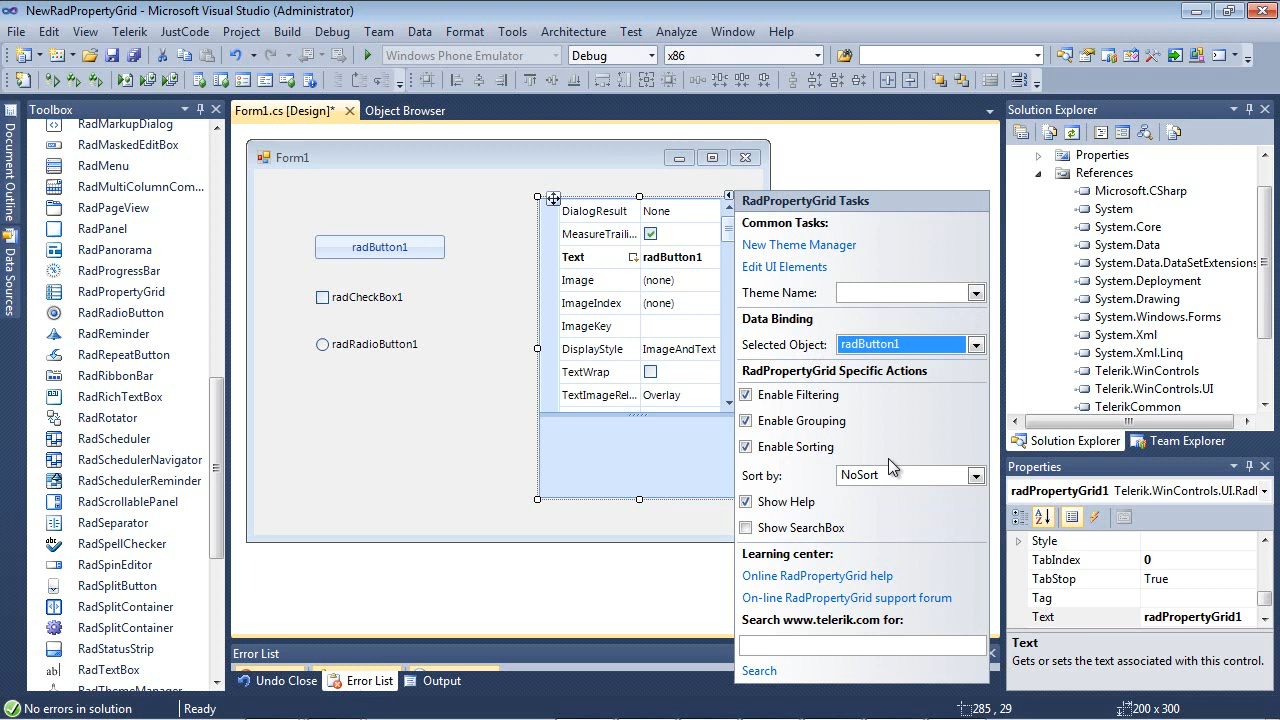 NewRadPropertyGrid - Microsoft Visual Studio (Administrator)
File Edit View Telerik JustCode Project Build Debug Team Data Format Tools Architecture Test Analyze Window Help
Windows Phone Emulator Debug x86
Document Outline
Data Sources
Toolbox
RadMarkupDialog
RadMaskedEditBox
RadMenu
RadMultiColumnCom...
RadPageView
RadPanel
RadPanorama
RadProgressBar
RadPropertyGrid
RadRadioButton
RadReminder
RadRepeatButton
RadRibbonBar
RadRichTextBox
RadRotator
RadScheduler
RadSchedulerNavigator
RadSchedulerReminder
RadScrollablePanel
RadSeparator
RadSpellChecker
RadSpinEditor
RadSplitButton
RadSplitContainer
RadSplitContainer
RadStatusStrip
RadTextBox
RadThemeManager
Form1.cs [Design]* Object Browser
Form1
radButton1
radCheckBox1
radRadioButton1
DialogResult None
MeasureTraili...
Text radButton1
Image (none)
ImageIndex (none)
ImageKey
DisplayStyle ImageAndText
TextWrap
TextImageRel... Overlay
RadPropertyGrid Tasks
Common Tasks:
New Theme Manager
Edit UI Elements
Theme Name:
Data Binding
Selected Object: radButton1
RadPropertyGrid Specific Actions
Enable Filtering
Enable Grouping
Enable Sorting
Sort by: NoSort
Show Help
Show SearchBox
Learning center:
Online RadPropertyGrid help
On-line RadPropertyGrid support forum
Search www.telerik.com for:
Search
Error List
Undo Close Error List Output
Solution Explorer
Properties
References
Microsoft.CSharp
System
System.Core
System.Data
System.Data.DataSetExtensions
System.Deployment
System.Drawing
System.Windows.Forms
System.Xml
System.Xml.Linq
Telerik.WinControls
Telerik.WinControls.UI
TelerikCommon
Solution Explorer Team Explorer
Properties
radPropertyGrid1 Telerik.WinControls.UI.Rad
Style
TabIndex 0
TabStop True
Tag
Text radPropertyGrid1
Text
Gets or sets the text associated with this control.
No errors in solution Ready 285 , 29 200 x 300